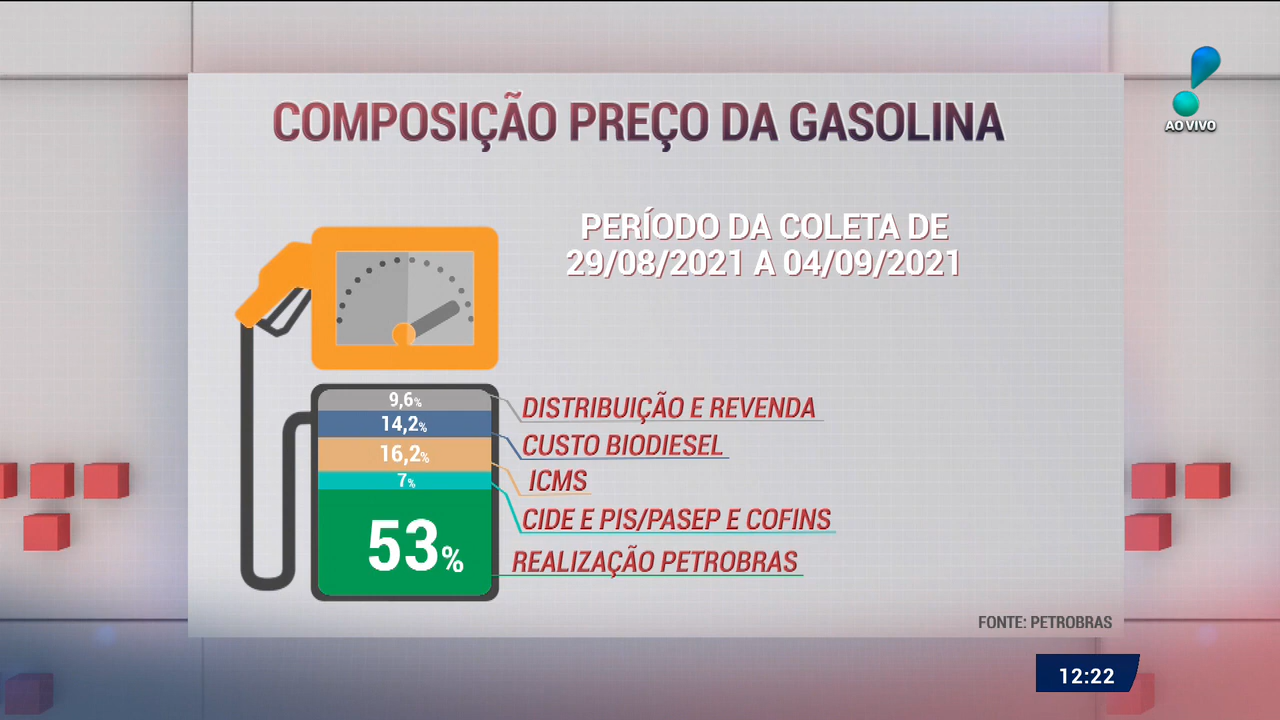 COMPOSIÇÃO PREÇO DA GASOLINA
AO VIVO
PERÍODO DA COLETA DE
29/08/2021 A 04/09/2021
9,6%
DISTRIBUIÇÃO E REVENDA
14,2%
CUSTO BIODIESEL
16,2%
ICMS
7%
CIDE E PIS/PASEP E COFINS
53%
REALIZAÇÃO PETROBRAS
FONTE: PETROBRAS
12:22